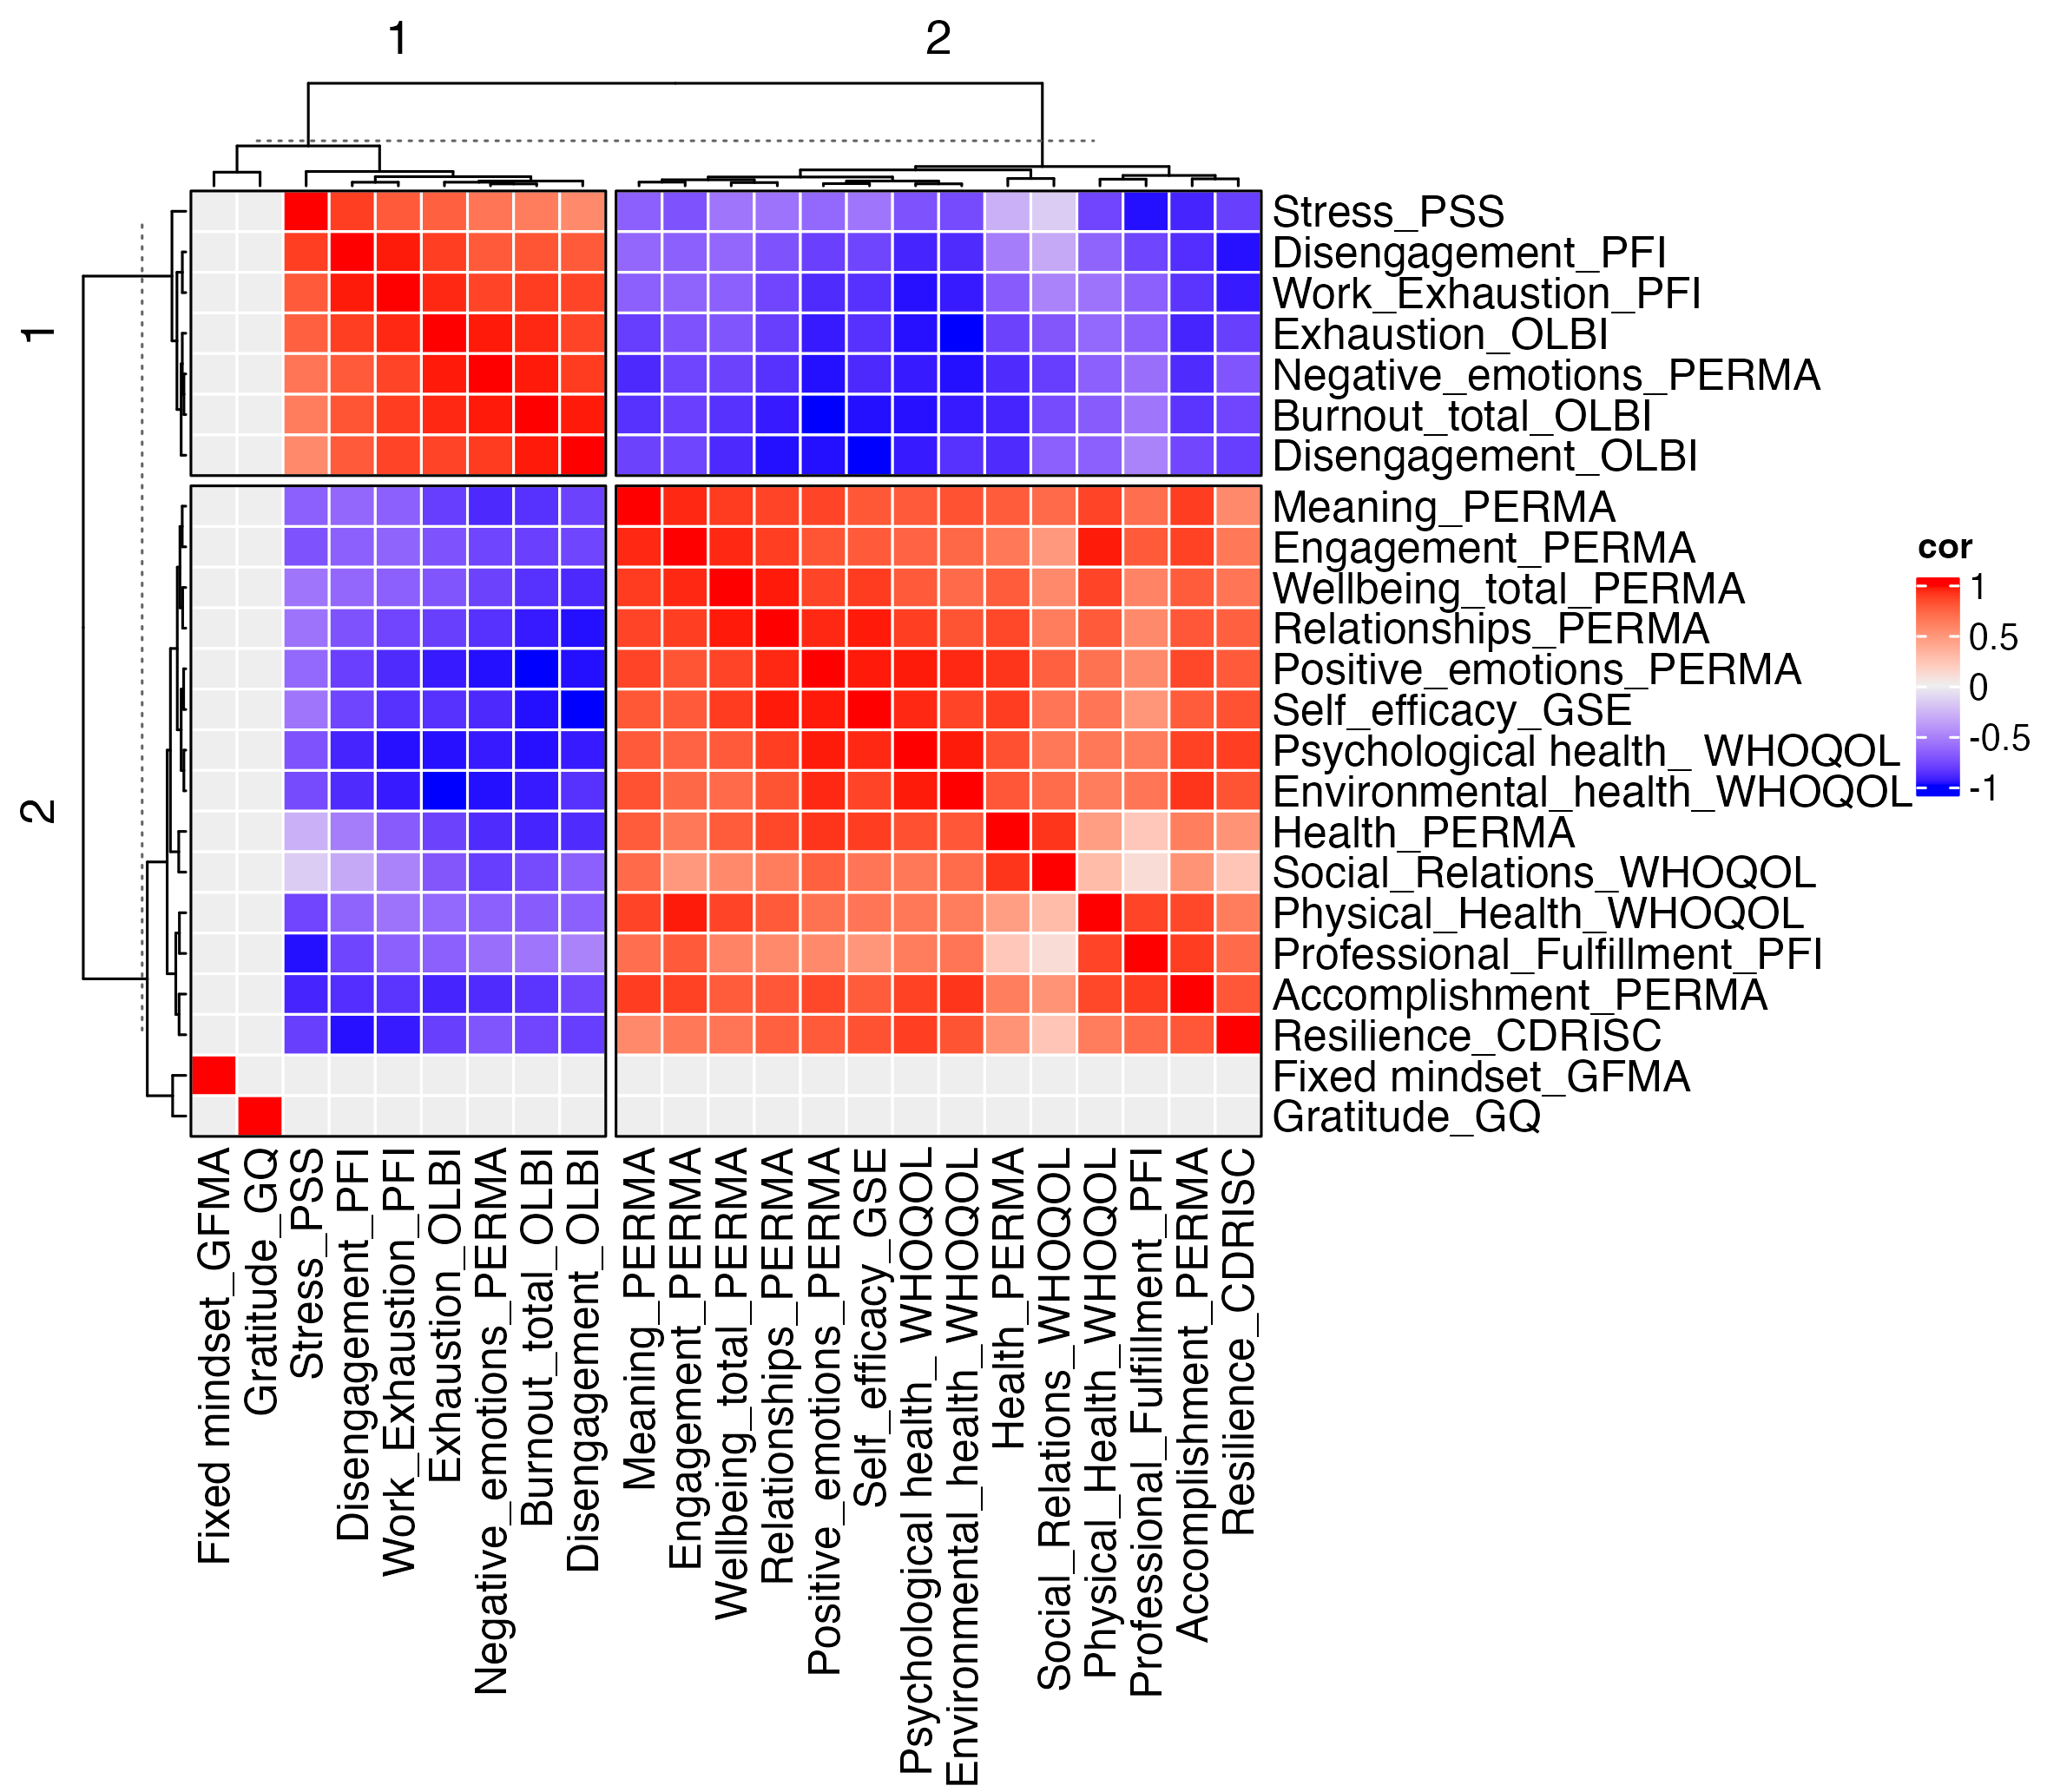 1
2
1
2
Stress_PSS
Disengagement_PFI
Work_Exhaustion_PFI
Exhaustion_OLBI
Negative_emotions_PERMA
Burnout_total_OLBI
Disengagement_OLBI
Meaning_PERMA
Engagement_PERMA
Wellbeing_total_PERMA
Relationships_PERMA
Positive_emotions_PERMA
Self_efficacy_GSE
Psychological health_ WHOQOL
Environmental_health_WHOQOL
Health_PERMA
Social_Relations_WHOQOL
Physical_Health_WHOQOL
Professional_Fulfillment_PFI
Accomplishment_PERMA
Resilience_CDRISC
Fixed mindset_GFMA
Gratitude_GQ
cor
1
0.5
0
-0.5
-1
Fixed mindset_GFMA
Gratitude_GQ
Stress_PSS
Disengagement_PFI
Work_Exhaustion_PFI
Exhaustion_OLBI
Negative_emotions_PERMA
Burnout_total_OLBI
Disengagement_OLBI
Meaning_PERMA
Engagement_PERMA
Wellbeing_total_PERMA
Relationships_PERMA
Positive_emotions_PERMA
Self_efficacy_GSE
Psychological health_ WHOQOL
Environmental_health_WHOQOL
Health_PERMA
Social_Relations_WHOQOL
Physical_Health_WHOQOL
Professional_Fulfillment_PFI
Accomplishment_PERMA
Resilience_CDRISC